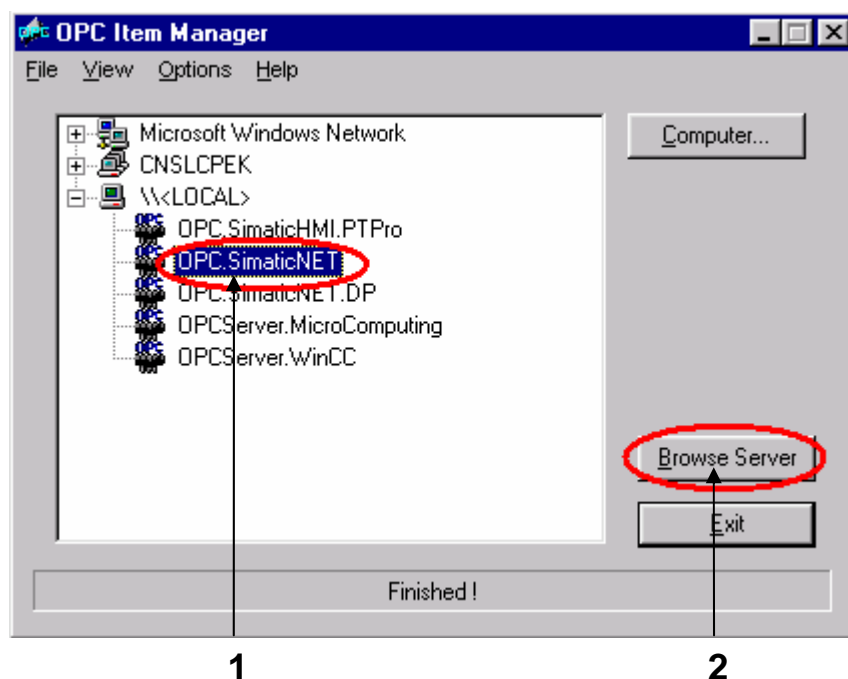 OPC Item Manager
File View Options Help
Microsoft Windows Network
CNSLCPEK
\\<LOCAL>
OPC.SimaticHMI.PTPro
OPC.SimaticNET
OPC.SimaticNET.DP
OPCServer.MicroComputing
OPCServer.WinCC
Computer...
Browse Server
Exit
Finished !
1 2